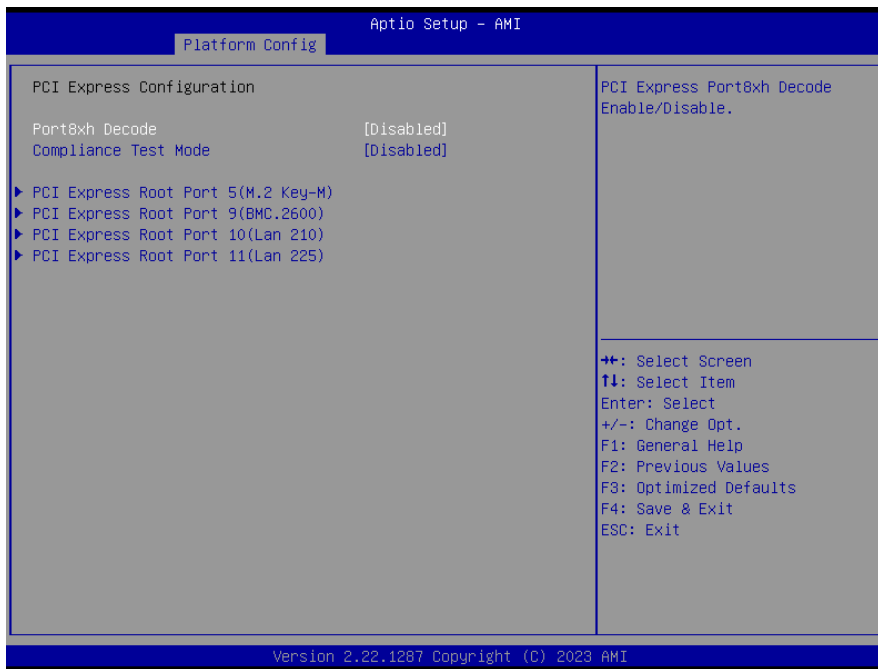 Aptio Setup – AMI
Platform Config
PCI Express Configuration
Port8xh Decode [Disabled]
Compliance Test Mode [Disabled]
▶ PCI Express Root Port 5(M.2 Key-M)
▶ PCI Express Root Port 9(BMC.2600)
▶ PCI Express Root Port 10(Lan 210)
▶ PCI Express Root Port 11(Lan 225)
PCI Express Port8xh Decode
Enable/Disable.
→←: Select Screen
↑↓: Select Item
Enter: Select
+/-: Change Opt.
F1: General Help
F2: Previous Values
F3: Optimized Defaults
F4: Save & Exit
ESC: Exit
Version 2.22.1287 Copyright (C) 2023 AMI